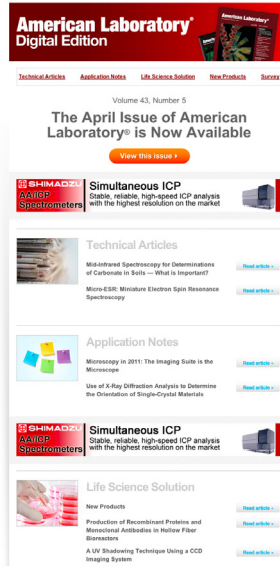 American Laboratory®
Digital Edition
American Laboratory
Technical Articles Application Notes Life Science Solution New Products Survey
Volume 43, Number 5
The April Issue of American
Laboratory® is Now Available
View this issue
SHIMADZU
AA/ICP
Spectrometers
Simultaneous ICP
Stable, reliable, high-speed ICP analysis
with the highest resolution on the market
Technical Articles
Mid-Infrared Spectroscopy for Determinations
of Carbonate in Soils — What is Important?
Read article »
Micro-ESR: Miniature Electron Spin Resonance
Spectroscopy
Read article »
Application Notes
Microscopy in 2011: The Imaging Suite is the
Microscope
Read article »
Use of X-Ray Diffraction Analysis to Determine
the Orientation of Single-Crystal Materials
Read article »
SHIMADZU
AA/ICP
Spectrometers
Simultaneous ICP
Stable, reliable, high-speed ICP analysis
with the highest resolution on the market
Life Science Solution
New Products
Read article »
Production of Recombinant Proteins and
Monoclonal Antibodies in Hollow Fiber
Bioreactors
Read article »
A UV Shadowing Technique Using a CCD
Imaging System
Read article »